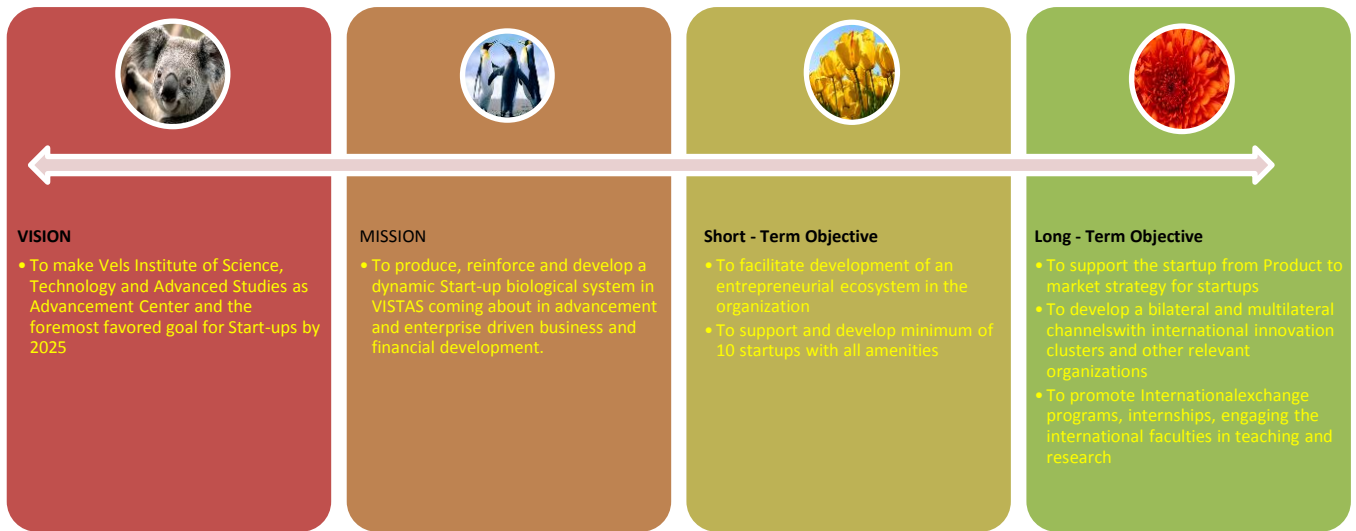 VISION
• To make Vels Institute of Science,
Technology and Advanced Studies as
Advancement Center and the
foremost favored goal for Start-ups by
2025
MISSION
• To produce, reinforce and develop a
dynamic Start-up biological system in
VISTAS coming about in advancement
and enterprise driven business and
financial development.
Short - Term Objective
• To facilitate development of an
entrepreneurial ecosystem in the
organization
• To support and develop minimum of
10 startups with all amenities
Long - Term Objective
• To support the startup from Product to
market strategy for startups
• To develop a bilateral and multilateral
channelswith international innovation
clusters and other relevant
organizations
• To promote Internationalexchange
programs, internships, engaging the
international faculties in teaching and
research